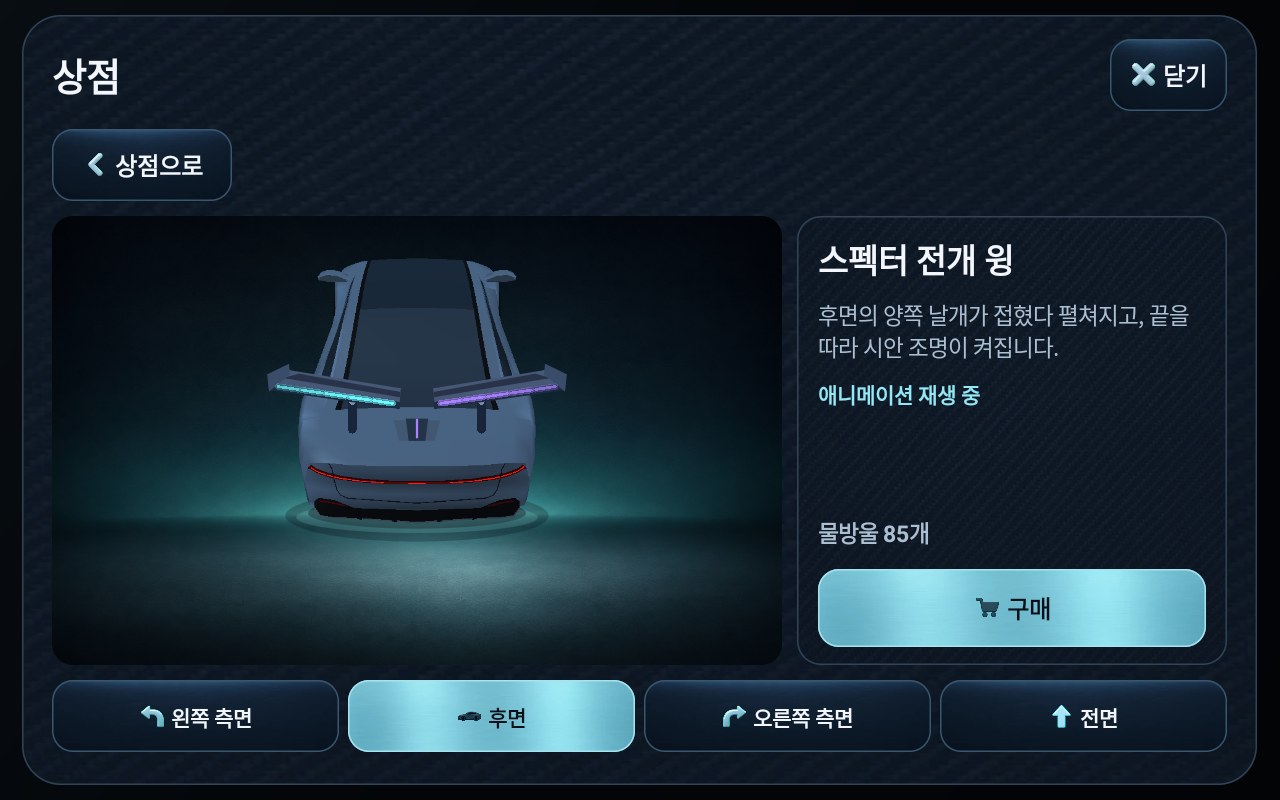 상점
닫기
상점으로
스펙터 전개 윙
후면의 양쪽 날개가 접혔다 펼쳐지고, 끝을
따라 시안 조명이 켜집니다.
애니메이션 재생 중
물방울 85개
구매
왼쪽 측면
후면
오른쪽 측면
전면